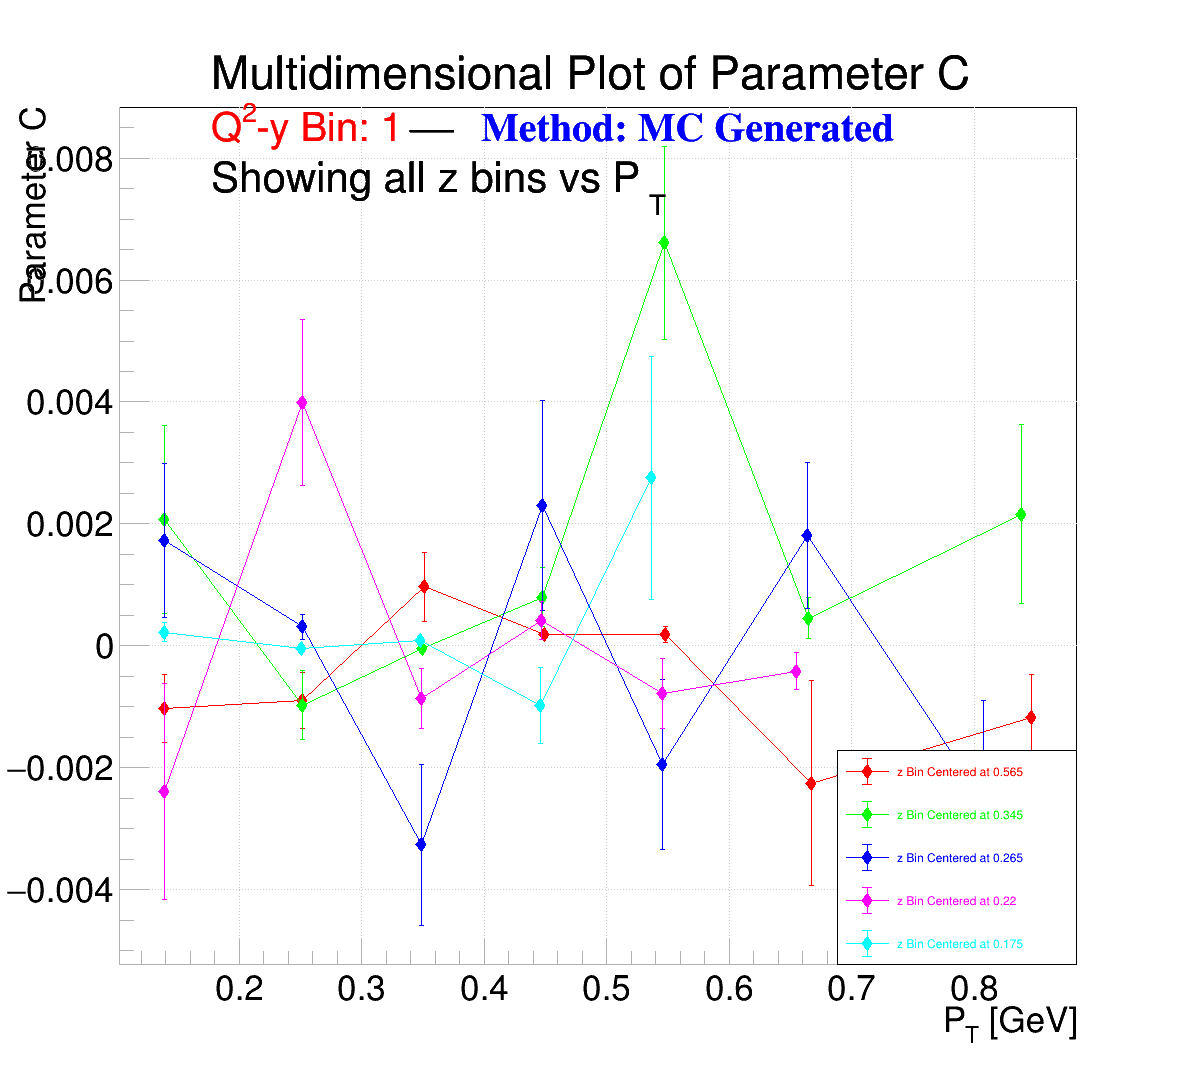 Multidimensional Plot of Parameter C
Q²-y Bin: 1 — Method: MC Generated
Showing all z bins vs P_T
Parameter C
0.008
0.006
0.004
0.002
0
−0.002
−0.004
z Bin Centered at 0.565
z Bin Centered at 0.345
z Bin Centered at 0.265
z Bin Centered at 0.22
z Bin Centered at 0.175
0.2 0.3 0.4 0.5 0.6 0.7 0.8
P_T [GeV]